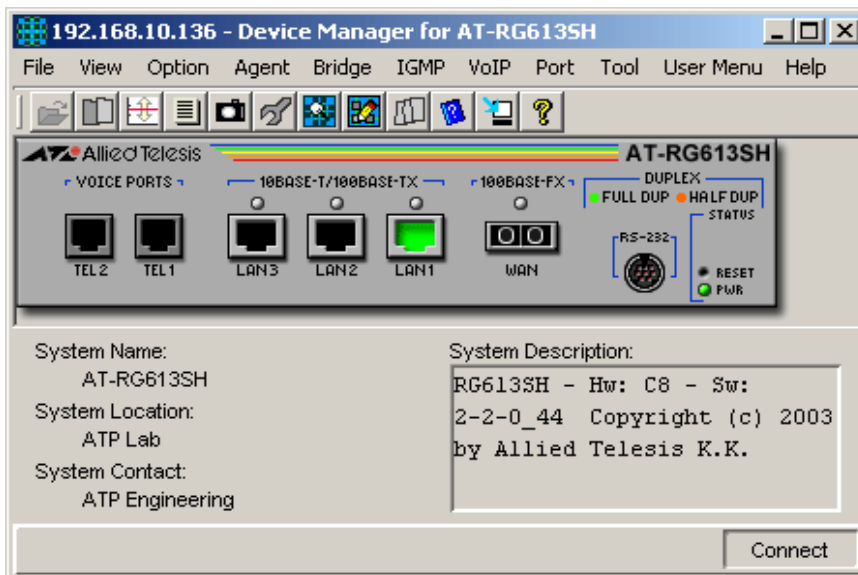 192.168.10.136 - Device Manager for AT-RG613SH
File View Option Agent Bridge IGMP VoIP Port Tool User Menu Help
Allied Telesis AT-RG613SH
VOICE PORTS 10BASE-T/100BASE-TX 100BASE-FX DUPLEX
FULL DUP HALF DUP
STATUS
RS-232
TEL2 TEL1 LAN3 LAN2 LAN1 WAN
RESET
PWR
System Name:
AT-RG613SH
System Location:
ATP Lab
System Contact:
ATP Engineering
System Description:
RG613SH - Hw: C8 - Sw:
2-2-0_44 Copyright (c) 2003
by Allied Telesis K.K.
Connect